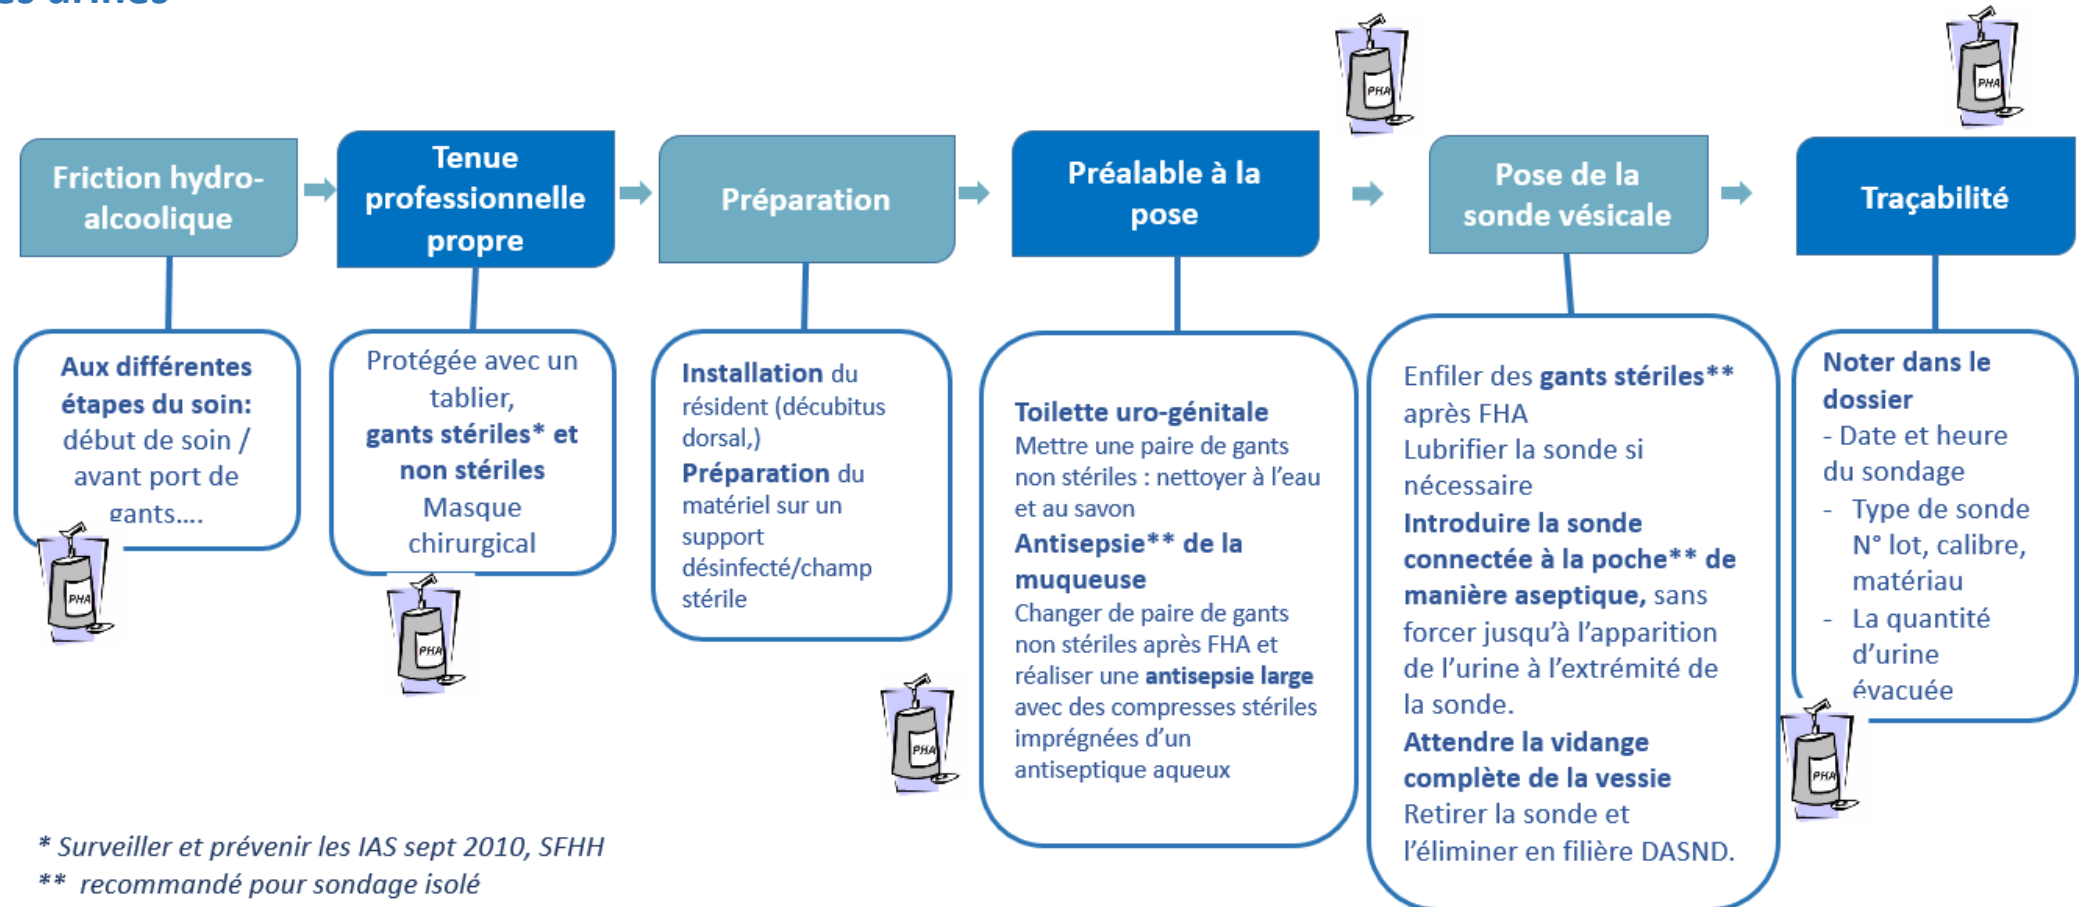 es urines
PHA
PHA
Friction hydro-
alcoolique
Tenue
professionnelle
propre
Préparation
Préalable à la
pose
Pose de la
sonde vésicale
Traçabilité
Aux différentes
étapes du soin:
début de soin /
avant port de
gants....
PHA
Protégée avec un
tablier,
gants stériles* et
non stériles
Masque
chirurgical
PHA
Installation du
résident (décubitus
dorsal,)
Préparation du
matériel sur un
support
désinfecté/champ
stérile
PHA
Toilette uro-génitale
Mettre une paire de gants
non stériles : nettoyer à l’eau
et au savon
Antisepsie** de la
muqueuse
Changer de paire de gants
non stériles après FHA et
réaliser une antisepsie large
avec des compresses stériles
imprégnées d’un
antiseptique aqueux
Enfiler des gants stériles**
après FHA
Lubrifier la sonde si
nécessaire
Introduire la sonde
connectée à la poche** de
manière aseptique, sans
forcer jusqu’à l’apparition
de l’urine à l’extrémité de
la sonde.
Attendre la vidange
complète de la vessie
Retirer la sonde et
l’éliminer en filière DASND.
Noter dans le
dossier
- Date et heure
du sondage
- Type de sonde
N° lot, calibre,
matériau
- La quantité
d’urine
évacuée
PHA
* Surveiller et prévenir les IAS sept 2010, SFHH
** recommandé pour sondage isolé